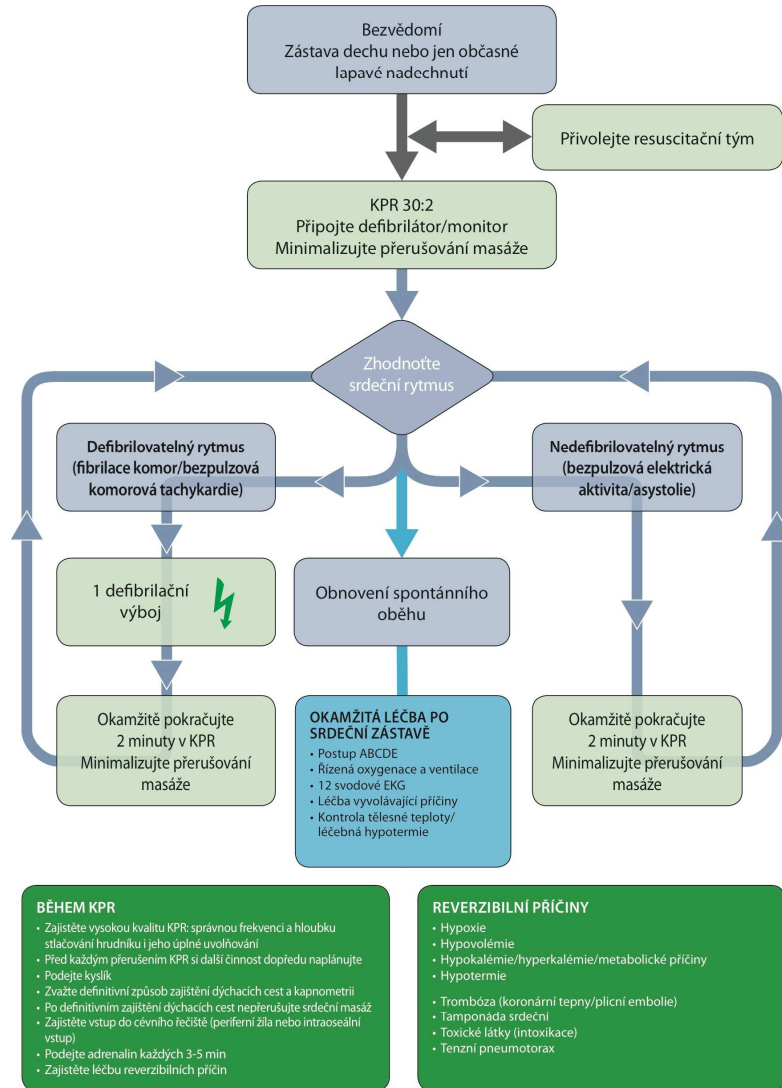 Bezvědomí
Zástava dechu nebo jen občasné
lapavé nadechnutí
Přivolejte resuscitační tým
KPR 30:2
Připojte defibrilátor/monitor
Minimalizujte přerušování masáže
Zhodnoťte
srdeční rytmus
Defibrilovatelný rytmus
(fibrilace komor/bezpulzová
komorová tachykardie)
Nedefibrilovatelný rytmus
(bezpulzová elektrická
aktivita/asystolie)
1 defibrilační
výboj
Obnovení spontánního
oběhu
Okamžitě pokračujte
2 minuty v KPR
Minimalizujte přerušování
masáže
OKAMŽITÁ LÉČBA PO
SRDEČNÍ ZÁSTAVĚ
• Postup ABCDE
• Řízená oxygenace a ventilace
• 12 svodové EKG
• Léčba vyvolávající příčiny
• Kontrola tělesné teploty/
léčebná hypotermie
Okamžitě pokračujte
2 minuty v KPR
Minimalizujte přerušování
masáže
BĚHEM KPR
• Zajistěte vysokou kvalitu KPR: správnou frekvenci a hloubku
stlačování hrudníku i jeho úplné uvolňování
• Před každým přerušením KPR si další činnost dopředu naplánujte
• Podejte kyslík
• Zvažte definitivní způsob zajištění dýchacích cest a kapnometrii
• Po definitivním zajištění dýchacích cest nepřerušujte srdeční masáž
• Zajistěte vstup do cévního řečiště (periferní žíla nebo intraoseální
vstup)
• Podejte adrenalin každých 3-5 min
• Zajistěte léčbu reverzibilních příčin
REVERZIBILNÍ PŘÍČINY
• Hypoxie
• Hypovolémie
• Hypokalémie/hyperkalémie/metabolické příčiny
• Hypotermie
• Trombóza (koronární tepny/plicní embolie)
• Tamponáda srdeční
• Toxické látky (intoxikace)
• Tenzní pneumotorax